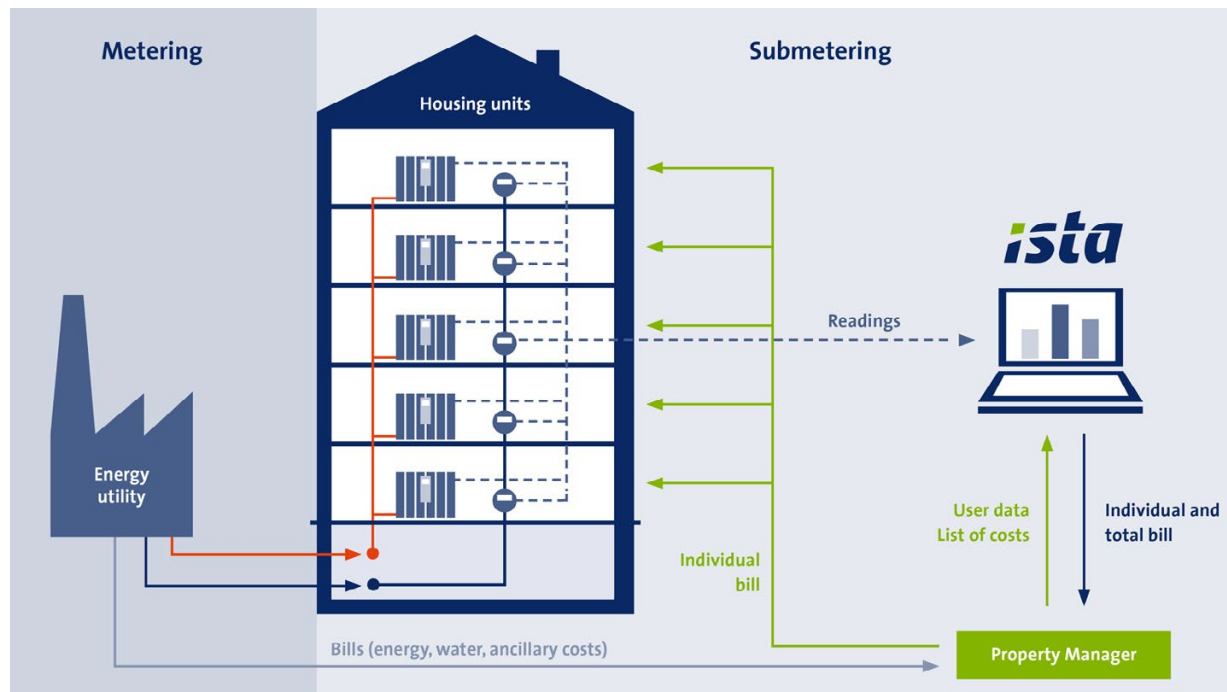 Metering
Submetering
Housing units
ista
Readings
Energy
utility
User data
List of costs
Individual and
total bill
Individual
bill
Bills (energy, water, ancillary costs)
Property Manager